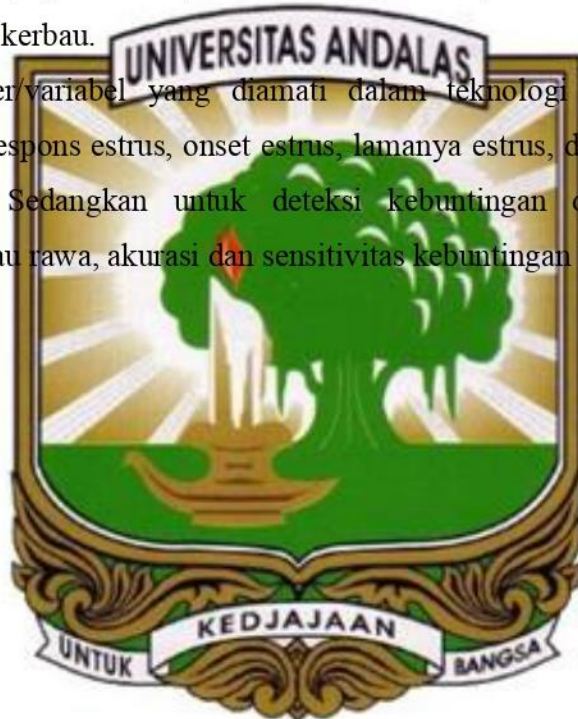 kerbau.
UNIVERSITAS ANDALAS
er/variabel yang diamati dalam teknologi
espons estrus, onset estrus, lamanya estrus, d
Sedangkan untuk deteksi kebuntingan d
au rawa, akurasi dan sensitivitas kebuntingan
UNTUK KEDJAJAAN BANGSA